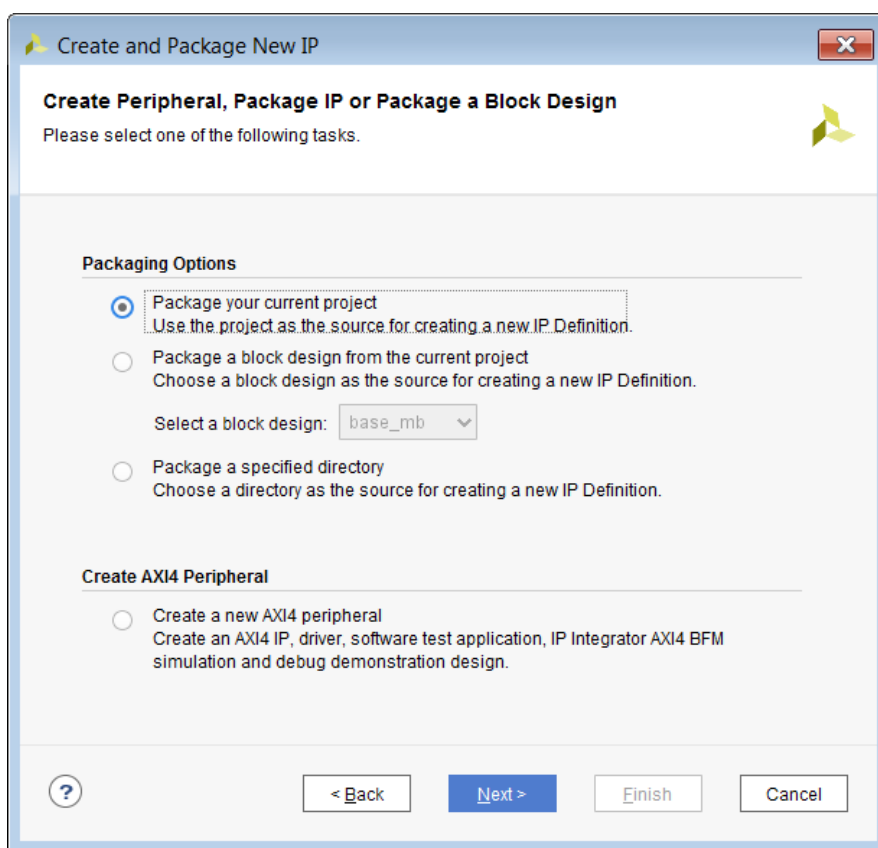 Create and Package New IP
Create Peripheral, Package IP or Package a Block Design
Please select one of the following tasks.
Packaging Options
Package your current project
Use the project as the source for creating a new IP Definition.
Package a block design from the current project
Choose a block design as the source for creating a new IP Definition.
Select a block design: base_mb
Package a specified directory
Choose a directory as the source for creating a new IP Definition.
Create AXI4 Peripheral
Create a new AXI4 peripheral
Create an AXI4 IP, driver, software test application, IP Integrator AXI4 BFM
simulation and debug demonstration design.
? < Back Next > Finish Cancel